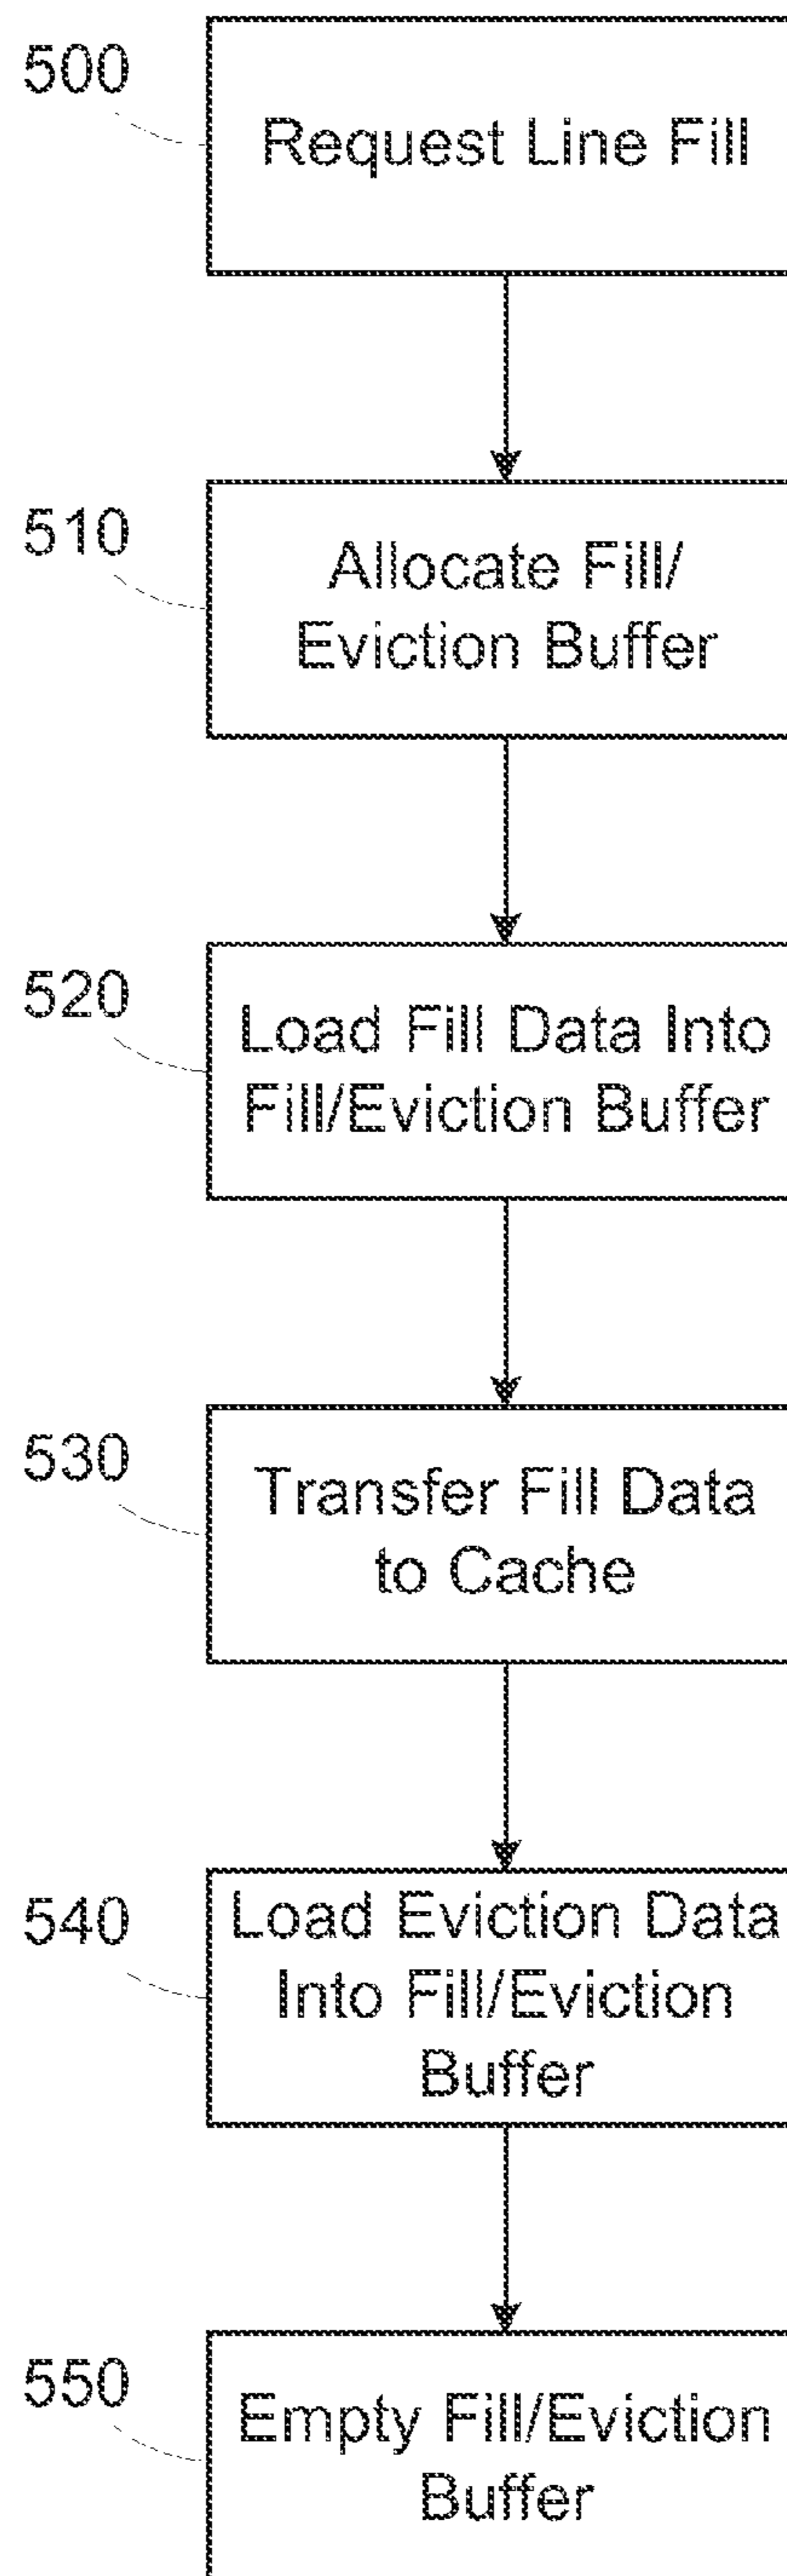 500
Request Line Fill
510
Allocate Fill/
Eviction Buffer
520
Load Fill Data Into
Fill/Eviction Buffer
530
Transfer Fill Data
to Cache
540
Load Eviction Data
Into Fill/Eviction
Buffer
550
Empty Fill/Eviction
Buffer